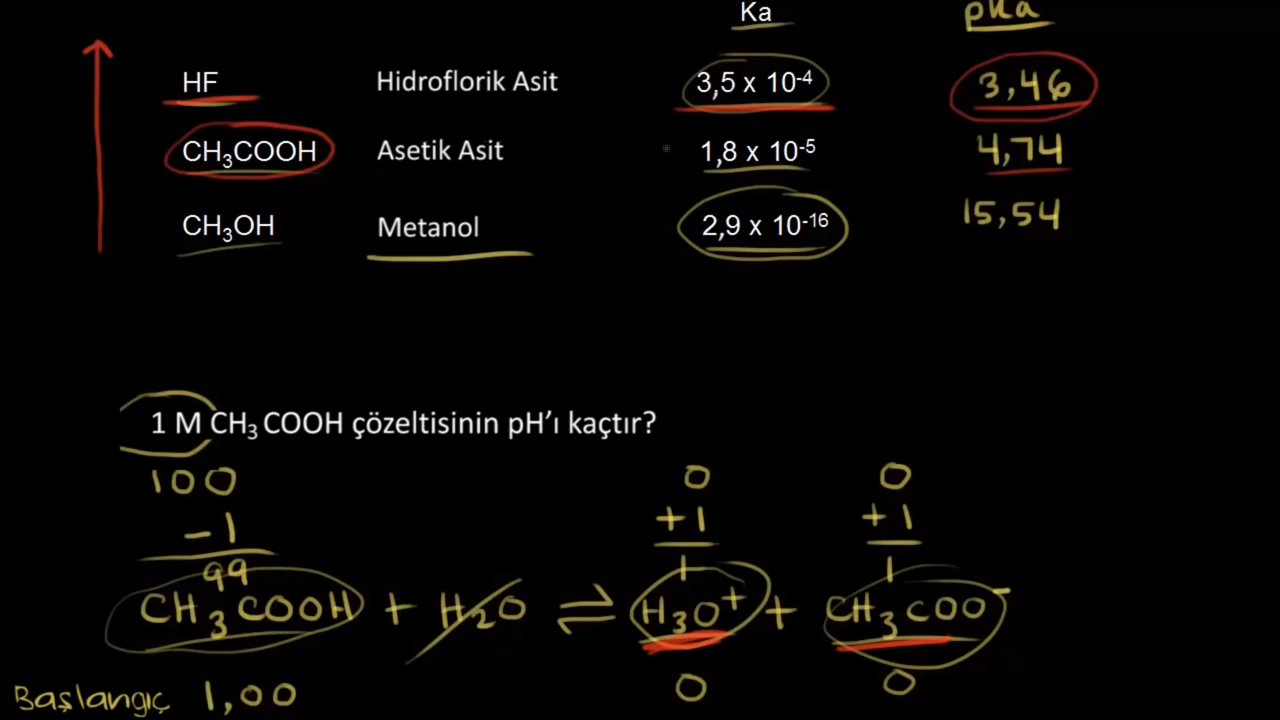 Ka pKa
HF Hidroflorik Asit 3,5 x 10⁻⁴ 3,46
CH₃COOH Asetik Asit 1,8 x 10⁻⁵ 4,74
CH₃OH Metanol 2,9 x 10⁻¹⁶ 15,54
1 M CH₃COOH çözeltisinin pH’ı kaçtır?
100 0 0
-1 +1 +1
99 1 1
CH₃COOH + H₂O ⇌ H₃O⁺ + CH₃COO⁻
Başlangıç 1,00 0 0